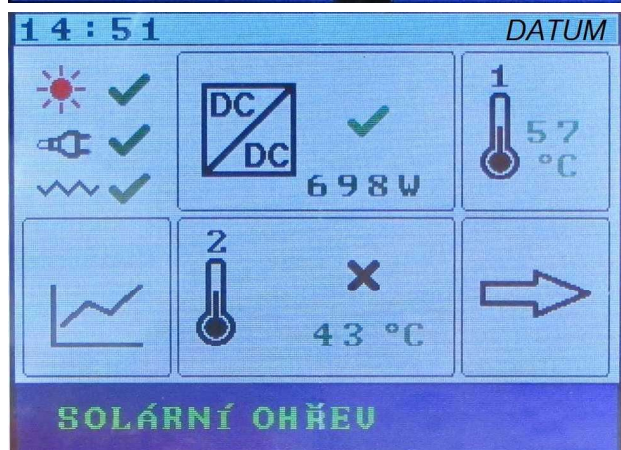 14:51 DATUM
DC
DC
698W
1
57
°C
2
43 °C
SOLÁRNÍ OHŘEV